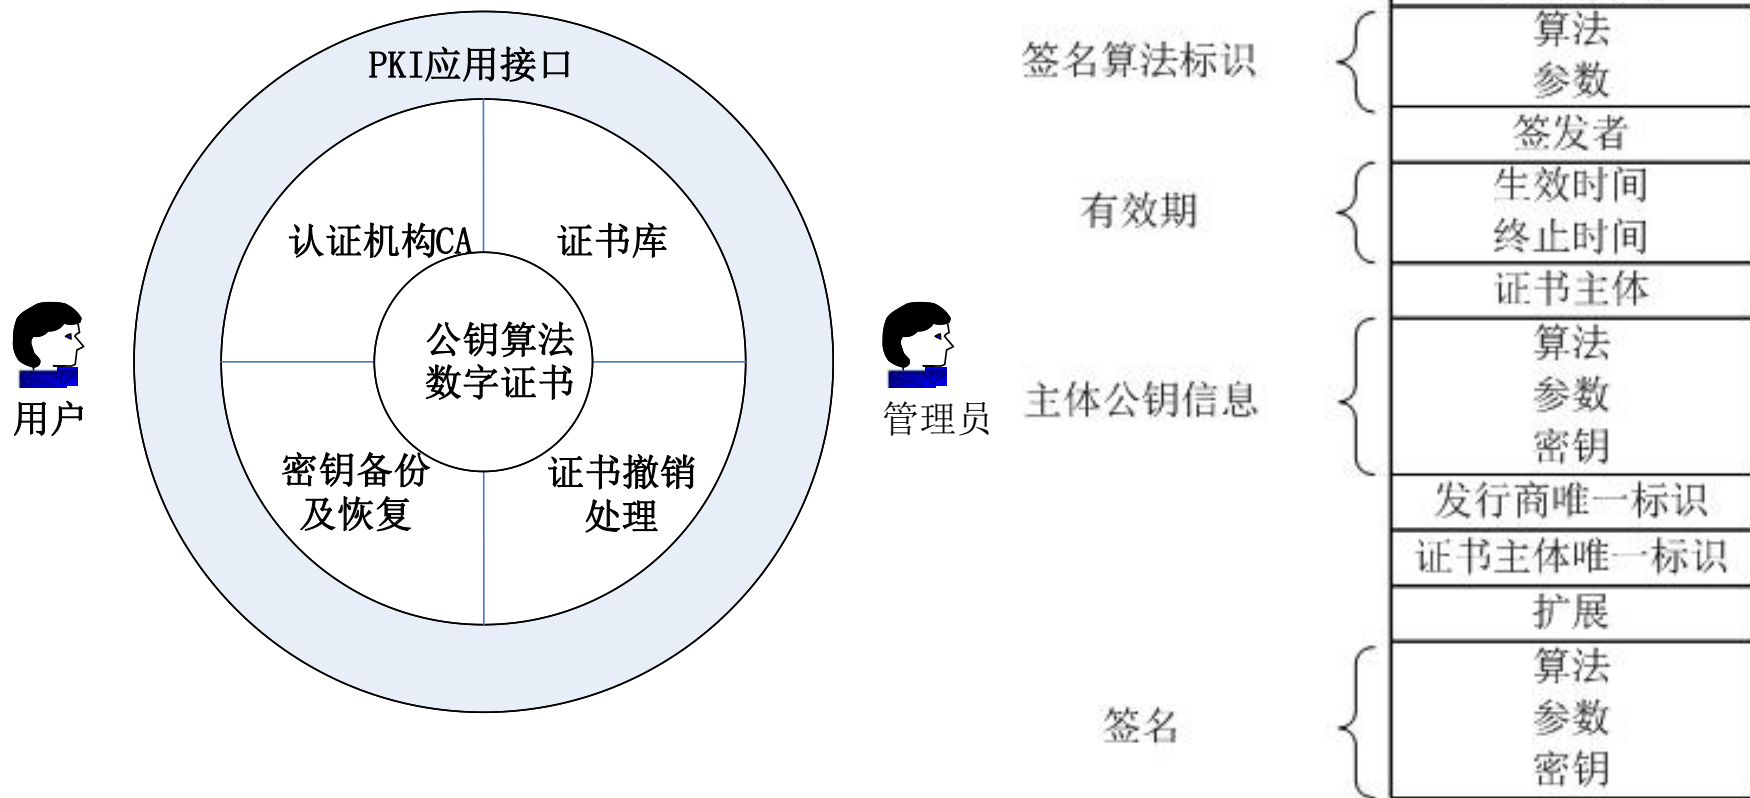 PKI应用接口
认证机构CA
证书库
公钥算法
数字证书
密钥备份
及恢复
证书撤销
处理
用户
管理员
签名算法标识
算法
参数
签发者
有效期
生效时间
终止时间
证书主体
主体公钥信息
算法
参数
密钥
发行商唯一标识
证书主体唯一标识
扩展
签名
算法
参数
密钥